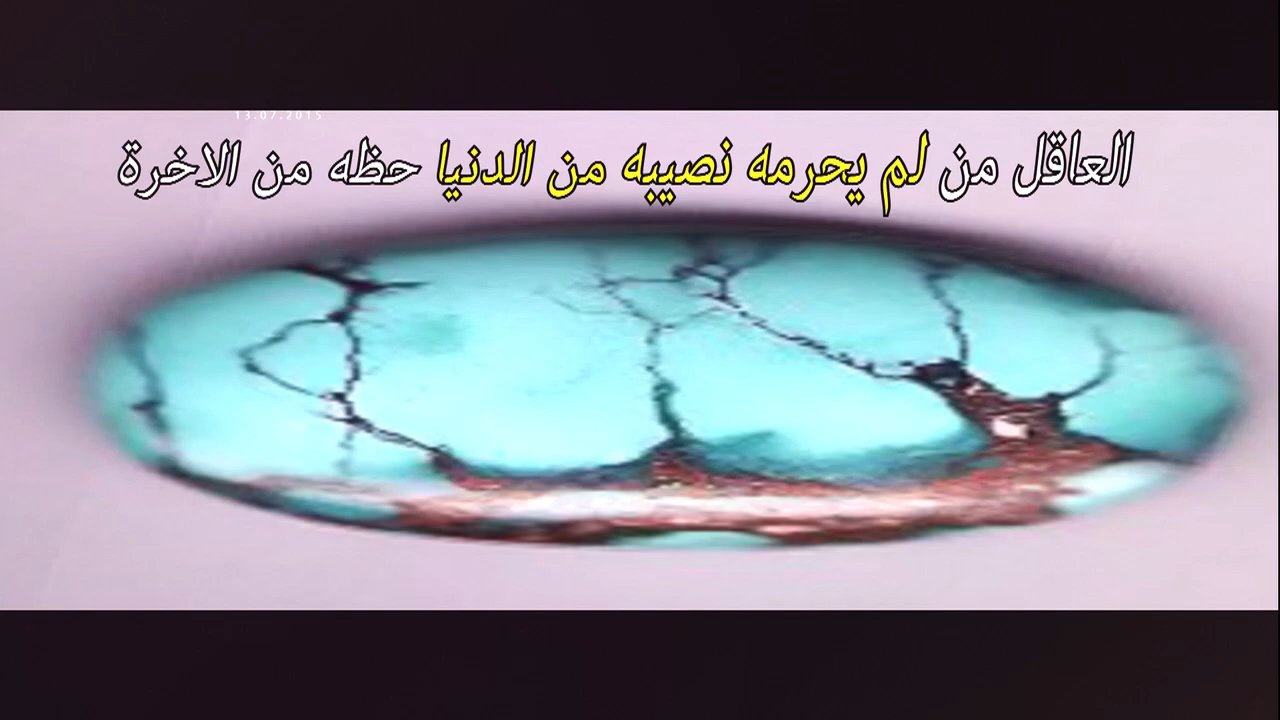 13.07.2015
العاقل من لم يحرمه نصيبه من الدنيا حظه من الاخرة